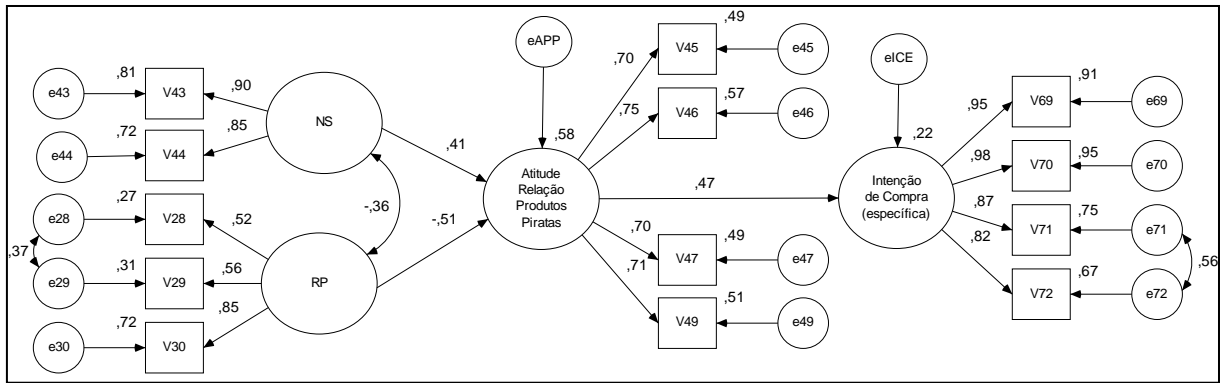 e43
,81
V43
,90
e44
,72
V44
,85
NS
e28
,27
V28
,52
,37
e29
,31
V29
,56
RP
e30
,72
V30
,85
-,36
,41
-,51
eAPP
,58
Atitude
Relação
Produtos
Piratas
,70
V45
,49
e45
,75
V46
,57
e46
,70
V47
,49
e47
,71
V49
,51
e49
,47
eICE
,22
Intenção
de Compra
(específica)
,95
V69
,91
e69
,98
V70
,95
e70
,87
V71
,75
e71
,82
V72
,67
e72
,56